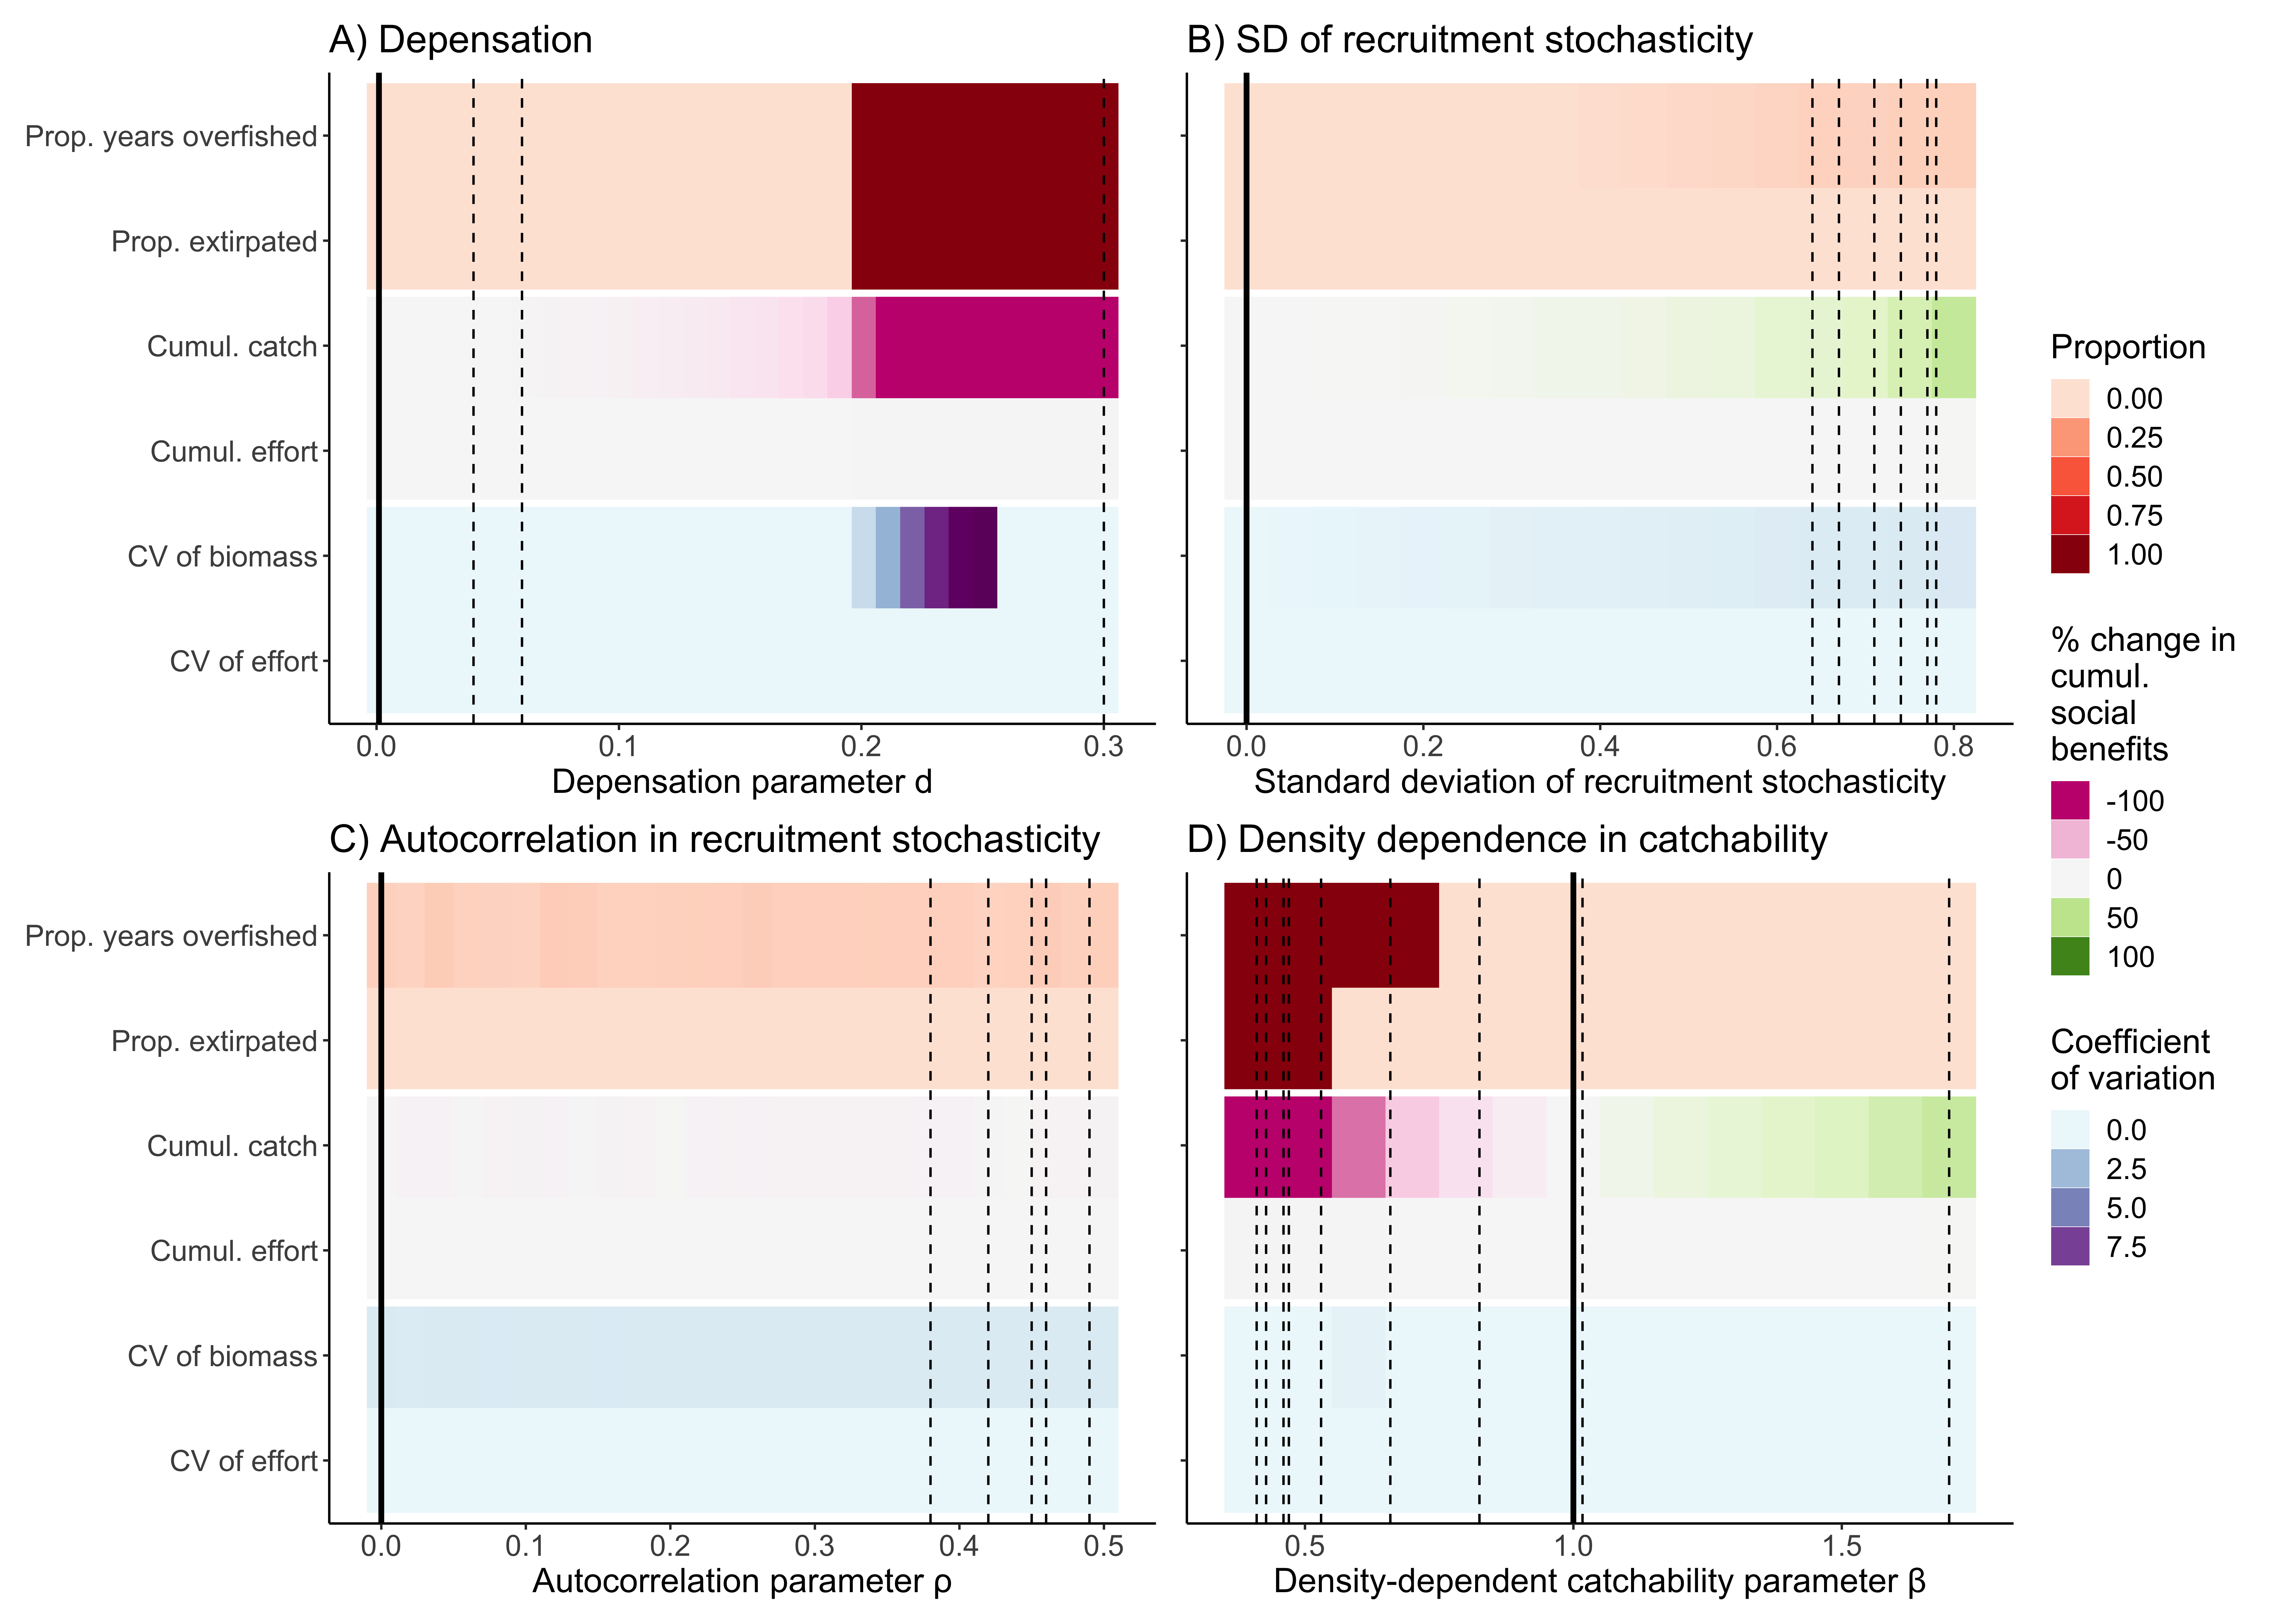 A) Depensation
Prop. years overfished
Prop. extirpated
Cumul. catch
Cumul. effort
CV of biomass
CV of effort
0.0 0.1 0.2 0.3
Depensation parameter d
B) SD of recruitment stochasticity
0.0 0.2 0.4 0.6 0.8
Standard deviation of recruitment stochasticity
C) Autocorrelation in recruitment stochasticity
Prop. years overfished
Prop. extirpated
Cumul. catch
Cumul. effort
CV of biomass
CV of effort
0.0 0.1 0.2 0.3 0.4 0.5
Autocorrelation parameter ρ
D) Density dependence in catchability
0.5 1.0 1.5
Density-dependent catchability parameter β
Proportion
0.00
0.25
0.50
0.75
1.00
% change in
cumul.
social
benefits
-100
-50
0
50
100
Coefficient
of variation
0.0
2.5
5.0
7.5